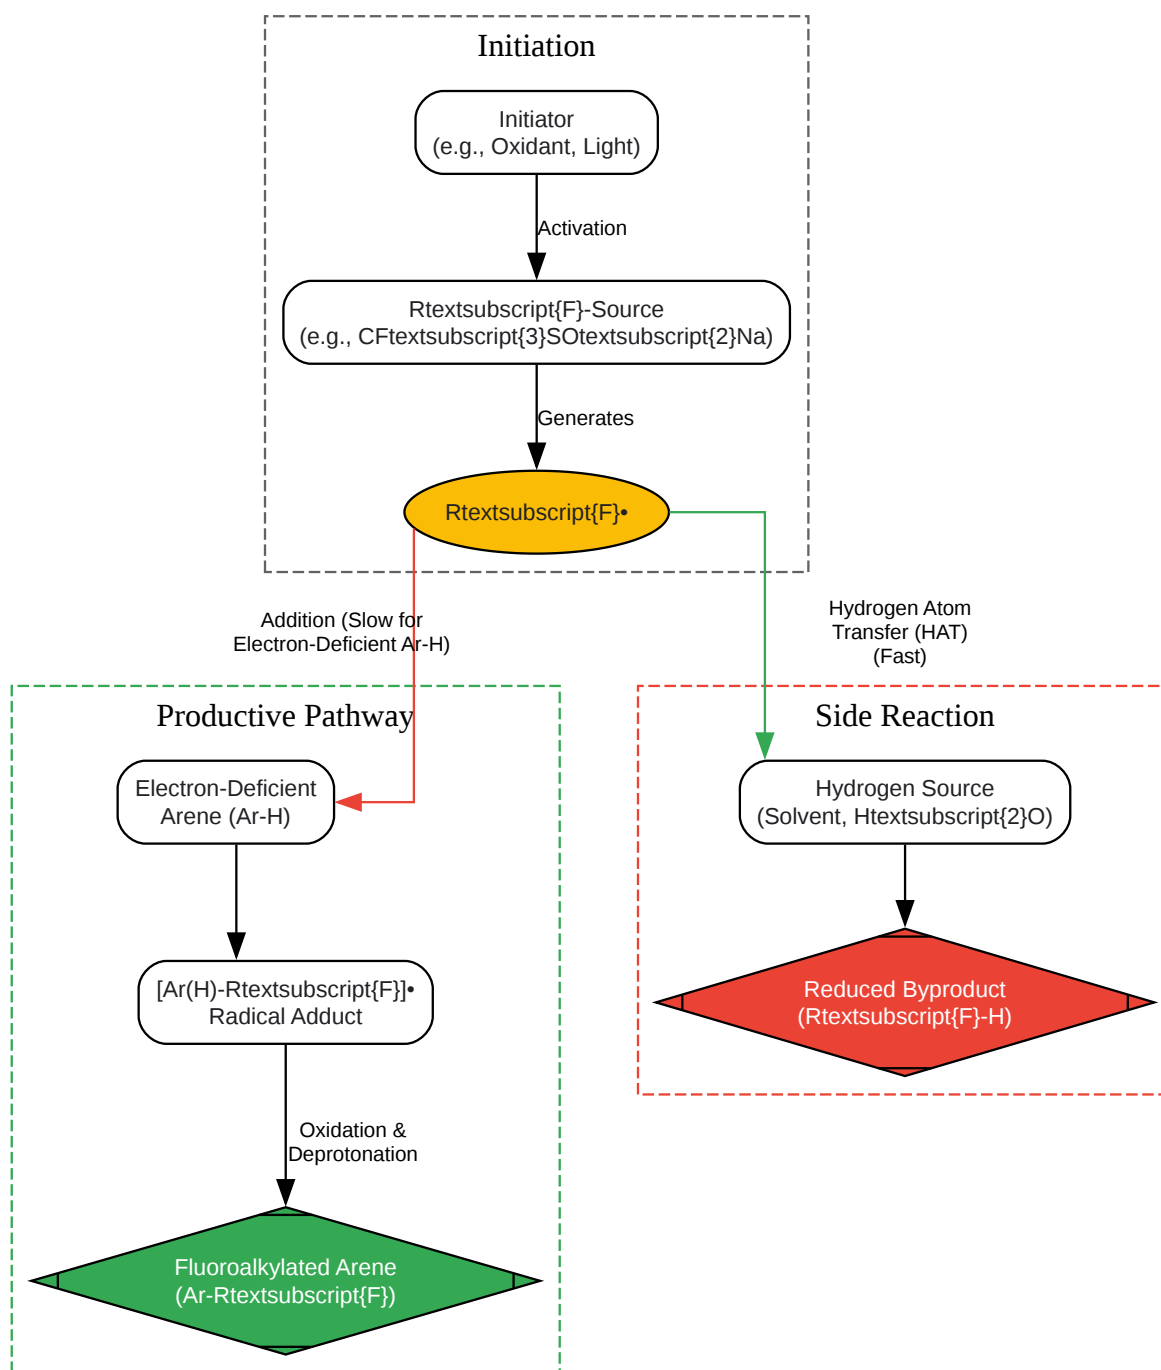 Initiation
Initiator
(e.g., Oxidant, Light)
Activation
Rtextsubscript{F}-Source
(e.g., CFtextsubscript{3}SOtextsubscript{2}Na)
Generates
Rtextsubscript{F}•
Addition (Slow for
Electron-Deficient Ar-H)
Hydrogen Atom
Transfer (HAT)
(Fast)
Productive Pathway
Electron-Deficient
Arene (Ar-H)
[Ar(H)-Rtextsubscript{F}]•
Radical Adduct
Oxidation &
Deprotonation
Fluoroalkylated Arene
(Ar-Rtextsubscript{F})
Side Reaction
Hydrogen Source
(Solvent, Htextsubscript{2}O)
Reduced Byproduct
(Rtextsubscript{F}-H)